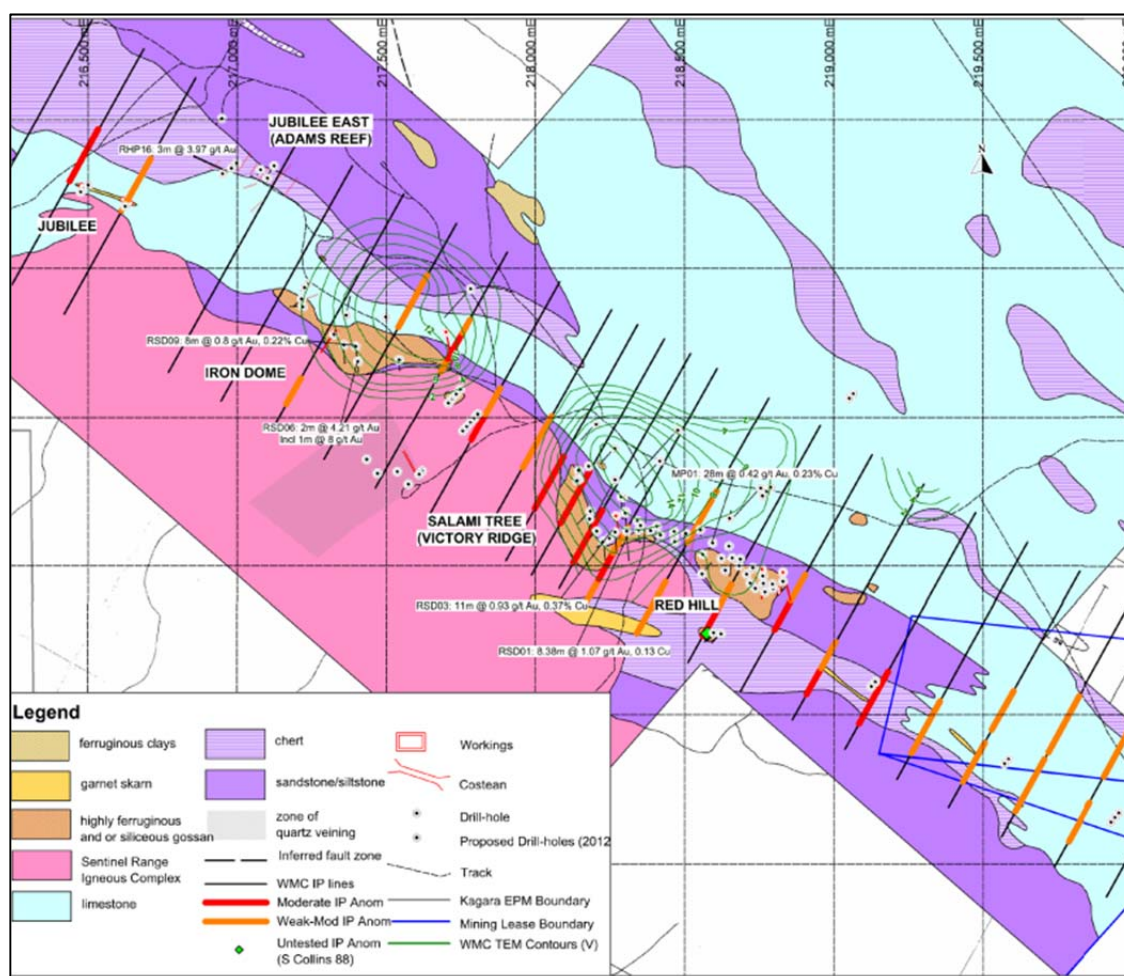 216,500 mE
217,000 mE
217,500 mE
218,000 mE
218,500 mE
219,000 mE
219,500 mE
JUBILEE EAST
(ADAMS REEF)
RHP16: 3m @ 3.97 g/t Au
N
JUBILEE
RSD09: 8m @ 0.8 g/t Au, 0.22% Cu
IRON DOME
RSD06: 2m @ 4.21 g/t Au
Incl 1m @ 8 g/t Au
MP01: 28m @ 0.42 g/t Au, 0.23% Cu
SALAMI TREE
(VICTORY RIDGE)
RSD03: 11m @ 0.93 g/t Au, 0.37% Cu
RED HILL
RSD01: 8.38m @ 1.07 g/t Au, 0.13 Cu
Legend
ferruginous clays
garnet skarn
highly ferruginous
and or siliceous gossan
Sentinel Range
Igneous Complex
limestone
chert
sandstone/siltstone
zone of
quartz veining
Inferred fault zone
WMC IP lines
Moderate IP Anom
Weak-Mod IP Anom
Untested IP Anom
(S Collins 88)
Workings
Costean
Drill-hole
Proposed Drill-holes (2012
Track
Kagara EPM Boundary
Mining Lease Boundary
WMC TEM Contours (V)